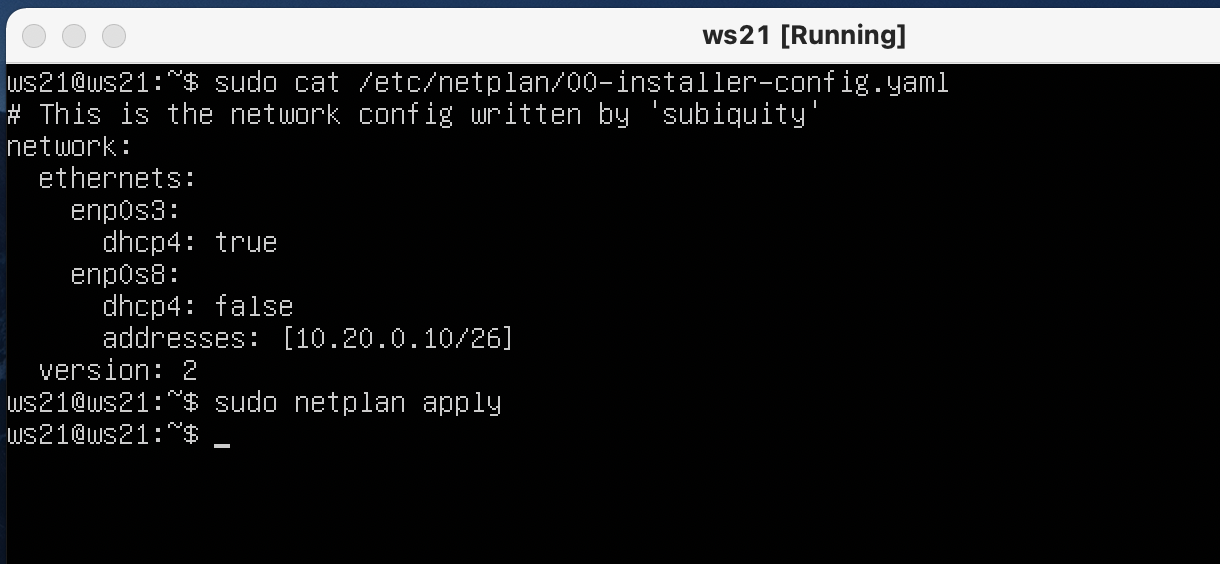 ws21 [Running]
ws21@ws21:~$ sudo cat /etc/netplan/00-installer-config.yaml
# This is the network config written by 'subiquity'
network:
  ethernets:
    enp0s3:
      dhcp4: true
    enp0s8:
      dhcp4: false
      addresses: [10.20.0.10/26]
  version: 2
ws21@ws21:~$ sudo netplan apply
ws21@ws21:~$ _